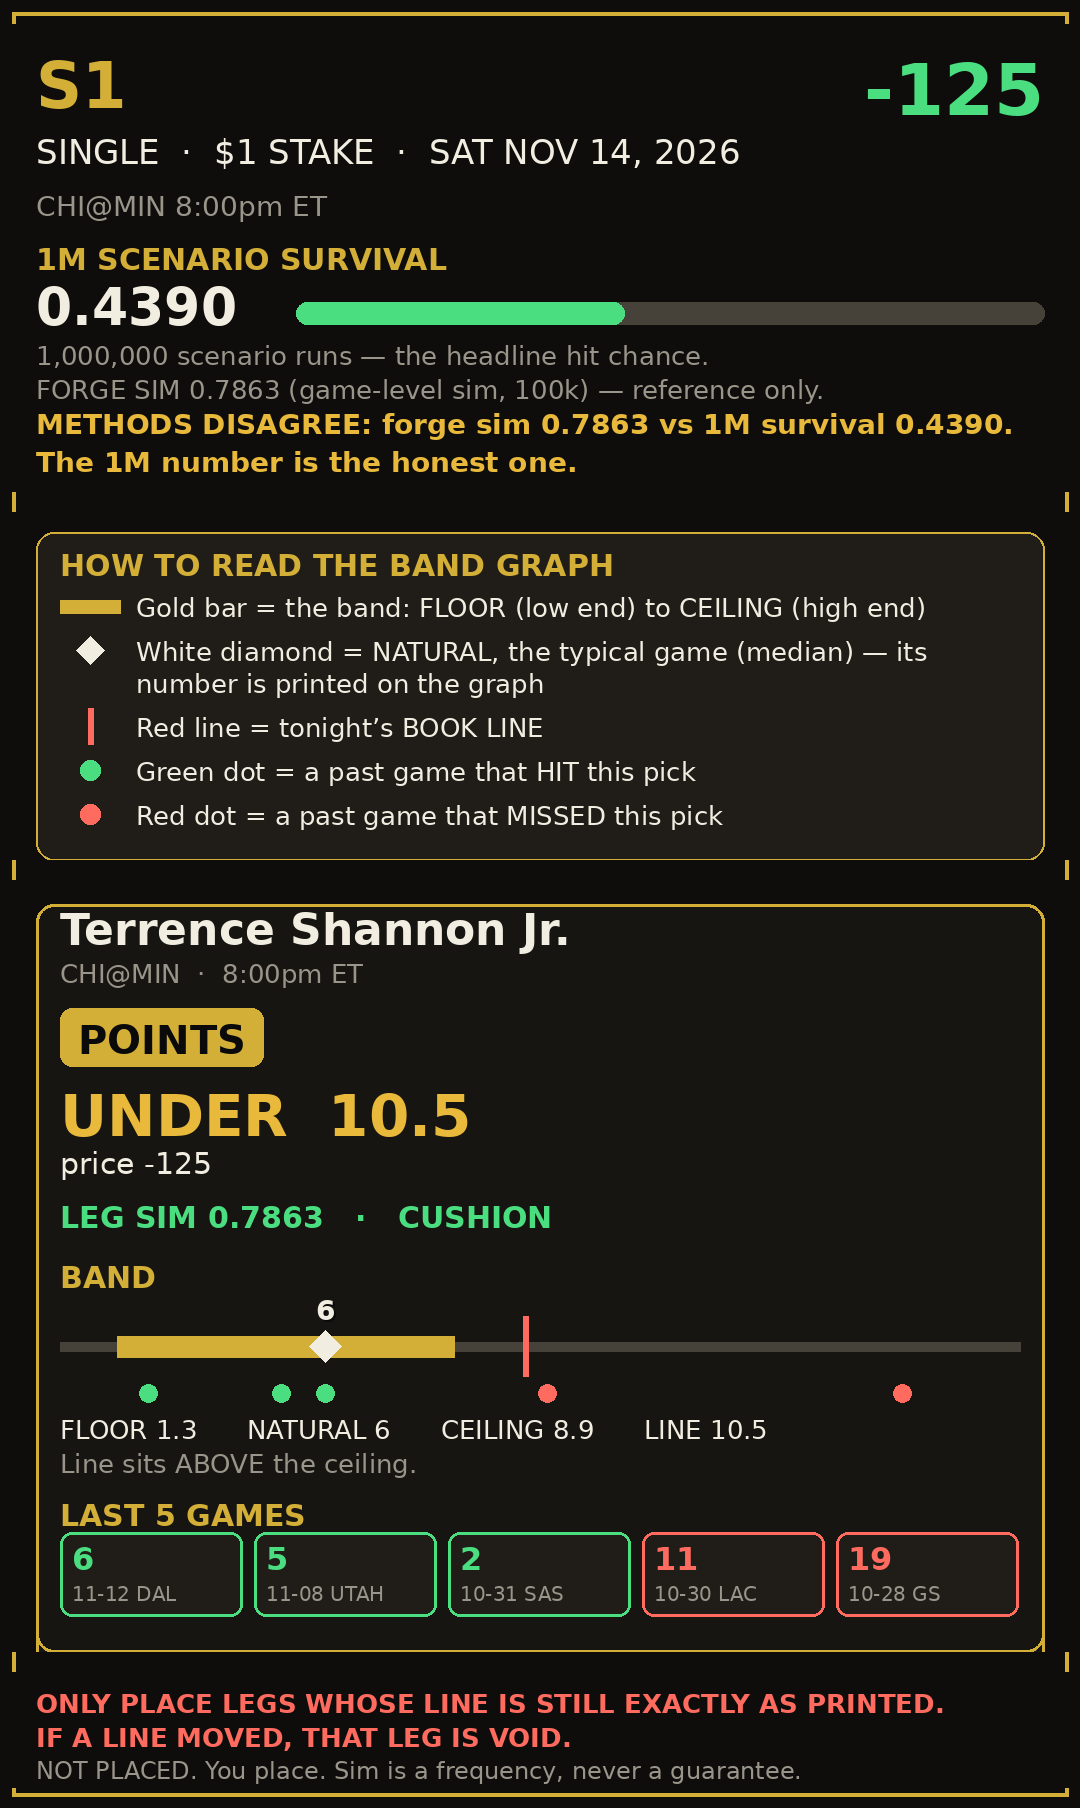 S1
-125
SINGLE · $1 STAKE · SAT NOV 14, 2026
CHI@MIN 8:00pm ET
1M SCENARIO SURVIVAL
0.4390
1,000,000 scenario runs — the headline hit chance.
FORGE SIM 0.7863 (game-level sim, 100k) — reference only.
METHODS DISAGREE: forge sim 0.7863 vs 1M survival 0.4390.
The 1M number is the honest one.
HOW TO READ THE BAND GRAPH
Gold bar = the band: FLOOR (low end) to CEILING (high end)
White diamond = NATURAL, the typical game (median) — its
number is printed on the graph
Red line = tonight’s BOOK LINE
Green dot = a past game that HIT this pick
Red dot = a past game that MISSED this pick
Terrence Shannon Jr.
CHI@MIN · 8:00pm ET
POINTS
UNDER 10.5
price -125
LEG SIM 0.7863 · CUSHION
BAND
6
FLOOR 1.3 NATURAL 6 CEILING 8.9 LINE 10.5
Line sits ABOVE the ceiling.
LAST 5 GAMES
6 5 2 11 19
11-12 DAL 11-08 UTAH 10-31 SAS 10-30 LAC 10-28 GS
ONLY PLACE LEGS WHOSE LINE IS STILL EXACTLY AS PRINTED.
IF A LINE MOVED, THAT LEG IS VOID.
NOT PLACED. You place. Sim is a frequency, never a guarantee.